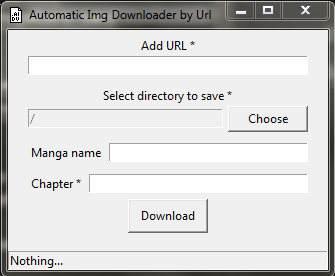 Automatic Img Downloader by Url
Add URL *
Select directory to save *
/
Choose
Manga name
Chapter *
Download
Nothing...